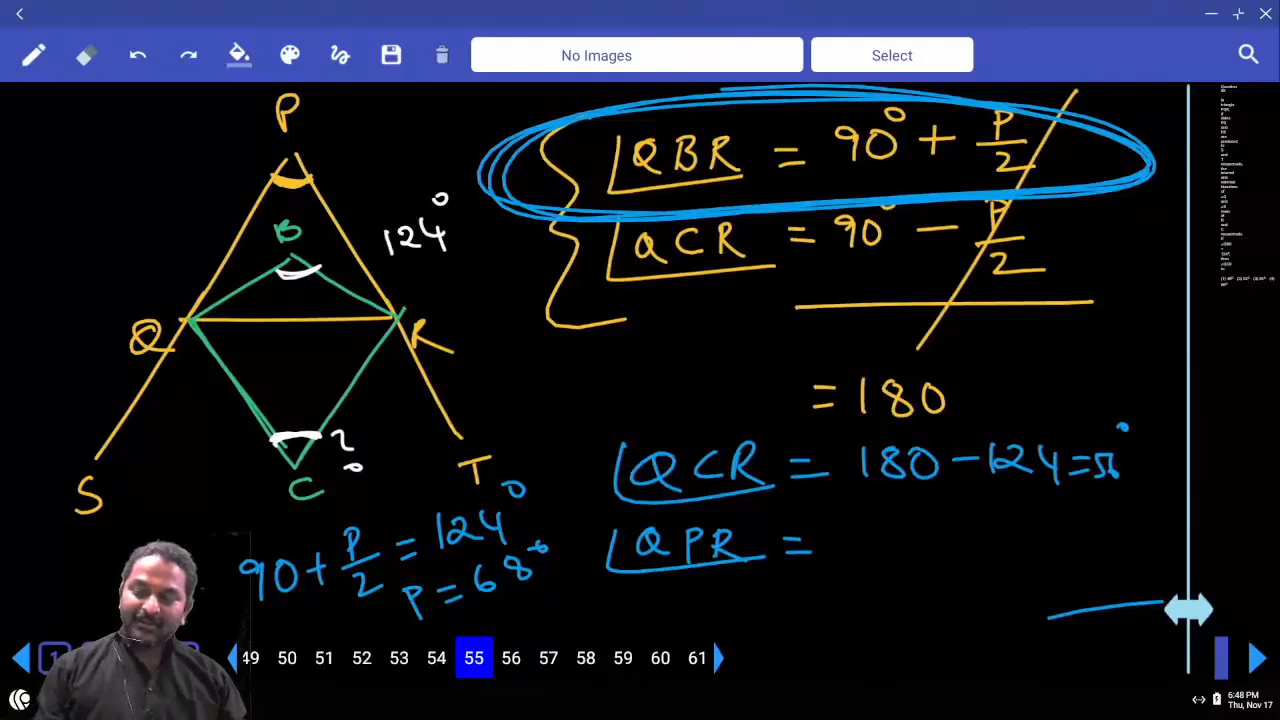 No Images
Select
P
B
124°
Q
R
S
C
T
?
∠QBR = 90° + P/2
∠QCR = 90° - P/2
= 180
∠QCR = 180 - 124 = 56°
∠QPR =
90 + P/2 = 124°
P = 68°
49 50 51 52 53 54 55 56 57 58 59 60 61
6:48 PM
Thu, Nov 17